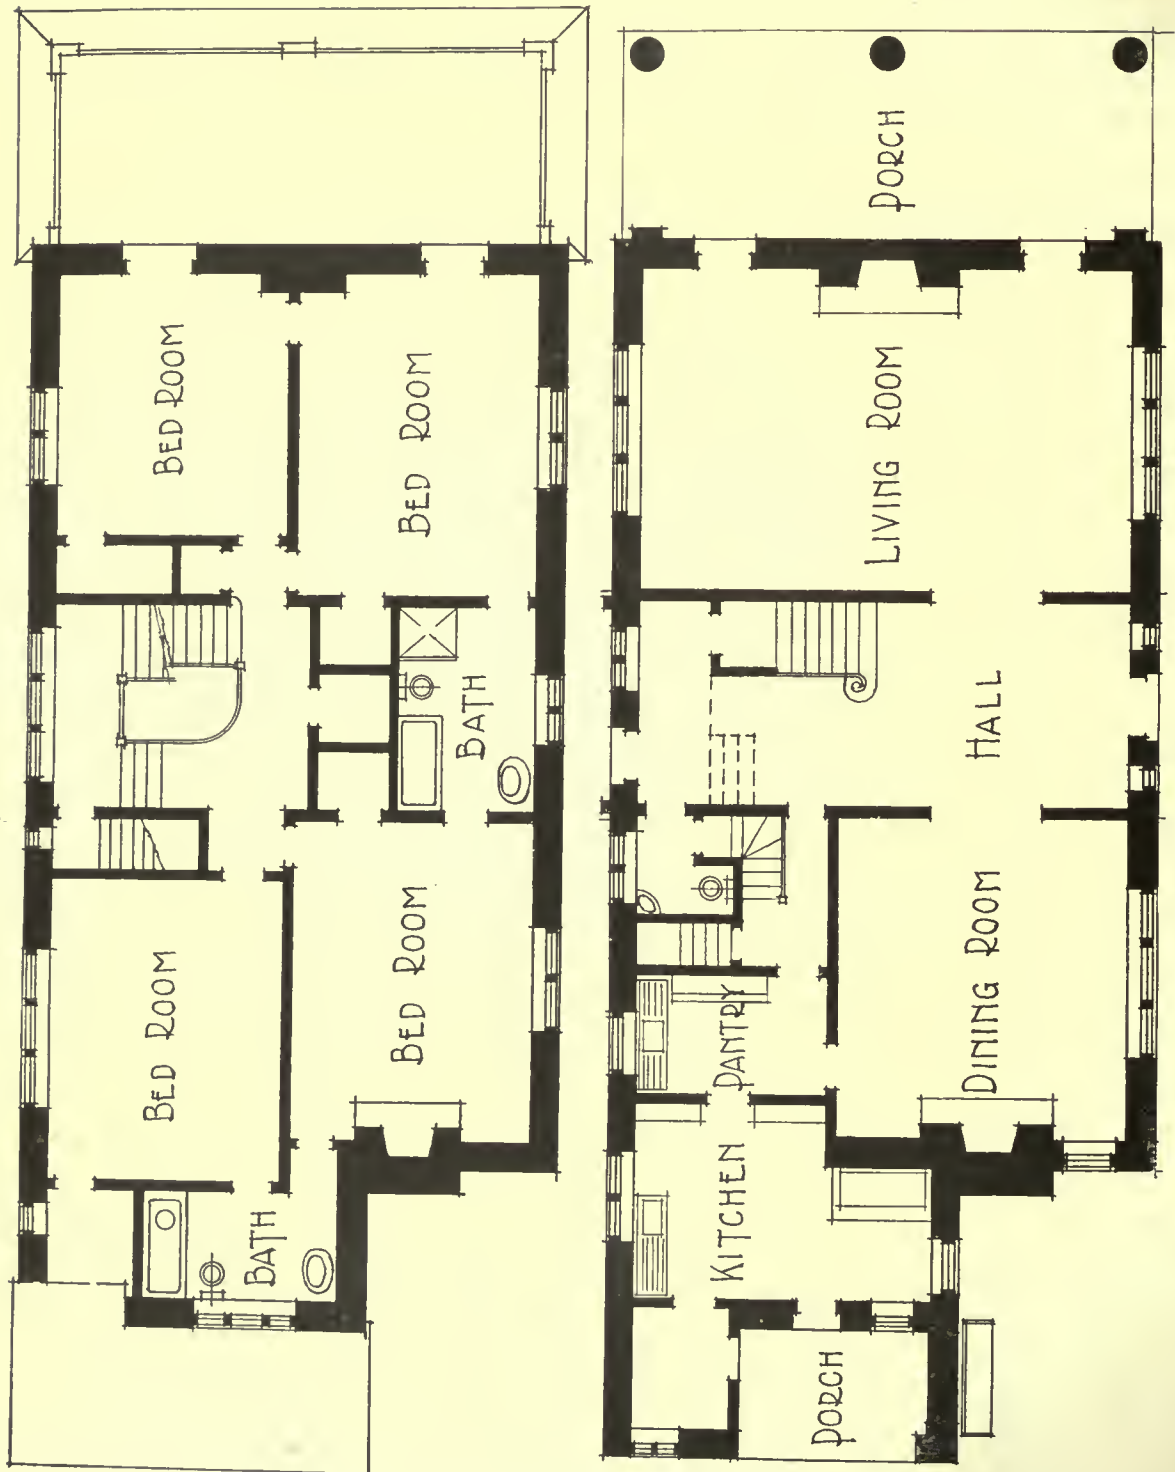 BED ROOM
BED ROOM
BATH
BED ROOM
BED ROOM
BATH
PORCH
LIVING ROOM
HALL
DINING ROOM
PANTRY
KITCHEN
PORCH